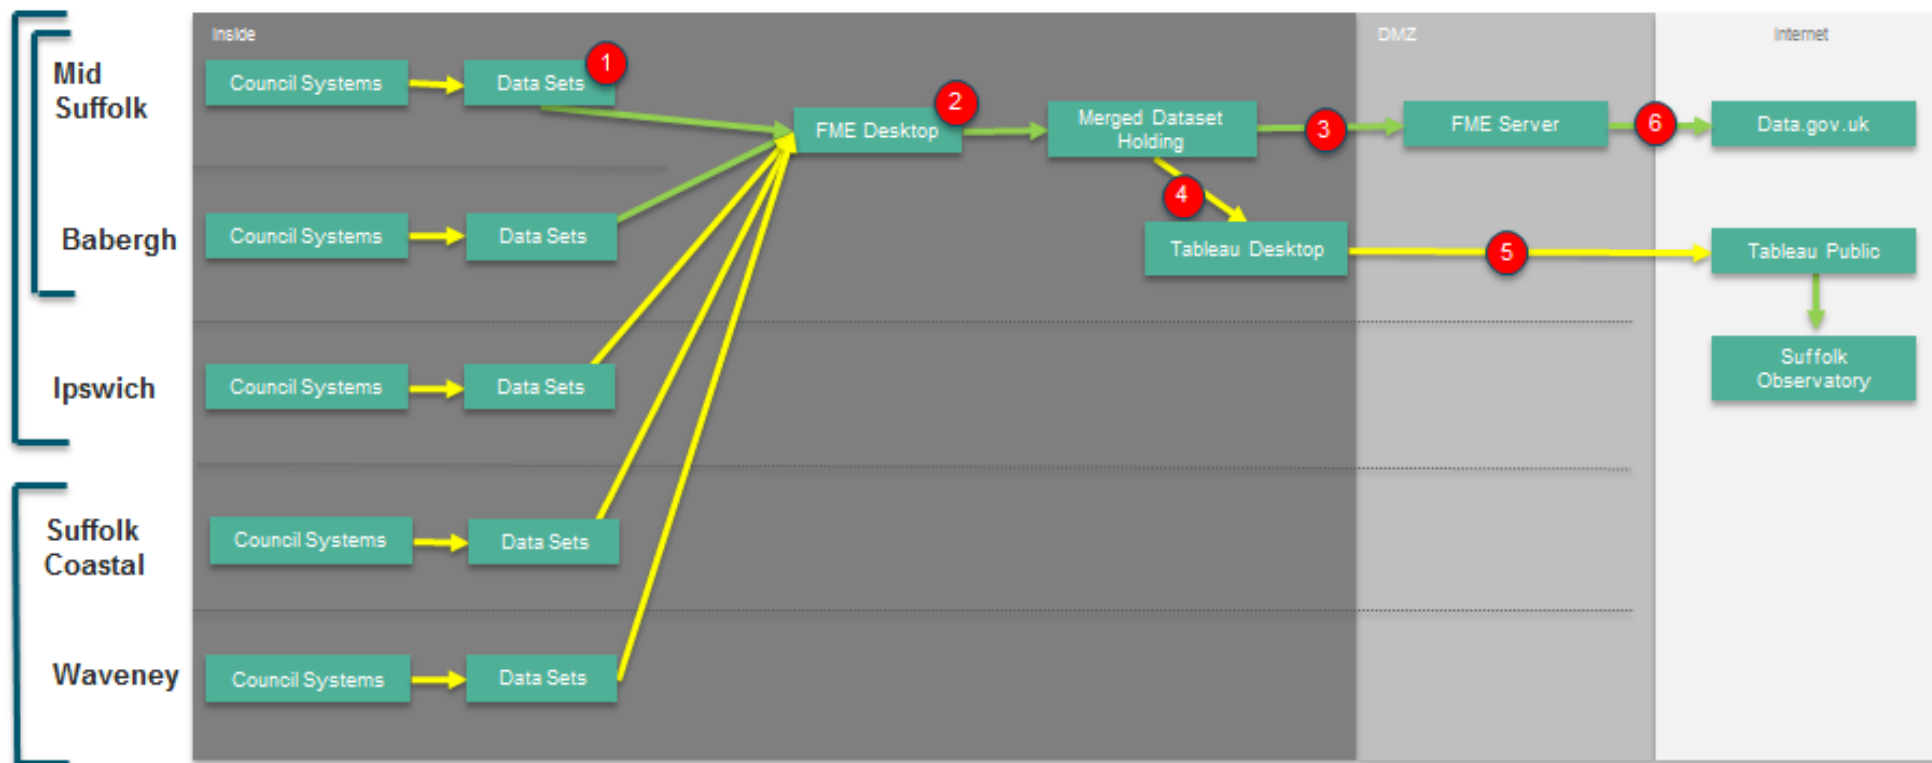 Inside
DMZ
Internet
Mid
Suffolk
Council Systems
Data Sets
1
FME Desktop
2
Merged Dataset
Holding
3
FME Server
6
Data.gov.uk
4
Babergh
Council Systems
Data Sets
Tableau Desktop
5
Tableau Public
Ipswich
Council Systems
Data Sets
Suffolk
Observatory
Suffolk
Coastal
Council Systems
Data Sets
Waveney
Council Systems
Data Sets